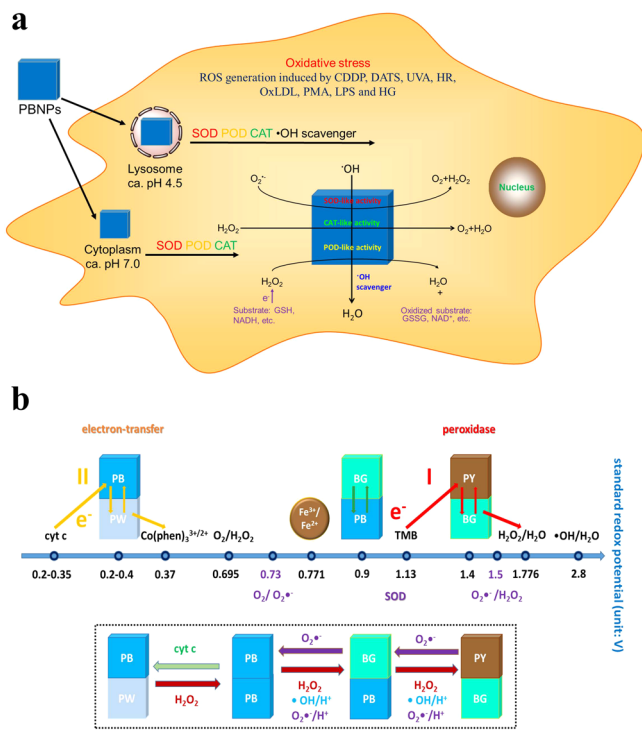 a
Oxidative stress
ROS generation induced by CDDP, DATS, UVA, HR,
OxLDL, PMA, LPS and HG
PBNPs
SOD POD CAT •OH scavenger
Lysosome
ca. pH 4.5
Nucleus
Cytoplasm
ca. pH 7.0
SOD POD CAT
˙OH
O₂˙⁻
O₂+H₂O₂
SOD-like activity
H₂O₂
CAT-like activity
O₂+H₂O
POD-like activity
H₂O₂
e⁻
Substrate: GSH,
NADH, etc.
˙OH
scavenger
H₂O
H₂O
+
Oxidized substrate:
GSSG, NAD⁺, etc.
b
electron-transfer
peroxidase
II
PB
PW
e⁻
BG
PB
Fe³⁺/
Fe²⁺
I
PY
BG
e⁻
cyt c
Co(phen)₃³⁺/²⁺
O₂/H₂O₂
TMB
H₂O₂/H₂O
•OH/H₂O
0.2-0.35
0.2-0.4
0.37
0.695
0.73
0.771
0.9
1.13
1.4
1.5
1.776
2.8
O₂/ O₂•⁻
SOD
O₂•⁻/H₂O₂
standard redox potential (unit: V)
PB
PW
cyt c
H₂O₂
PB
PB
O₂•⁻
H₂O₂
• OH/H⁺
O₂•⁻/H⁺
BG
PB
O₂•⁻
H₂O₂
• OH/H⁺
O₂•⁻/H⁺
PY
BG